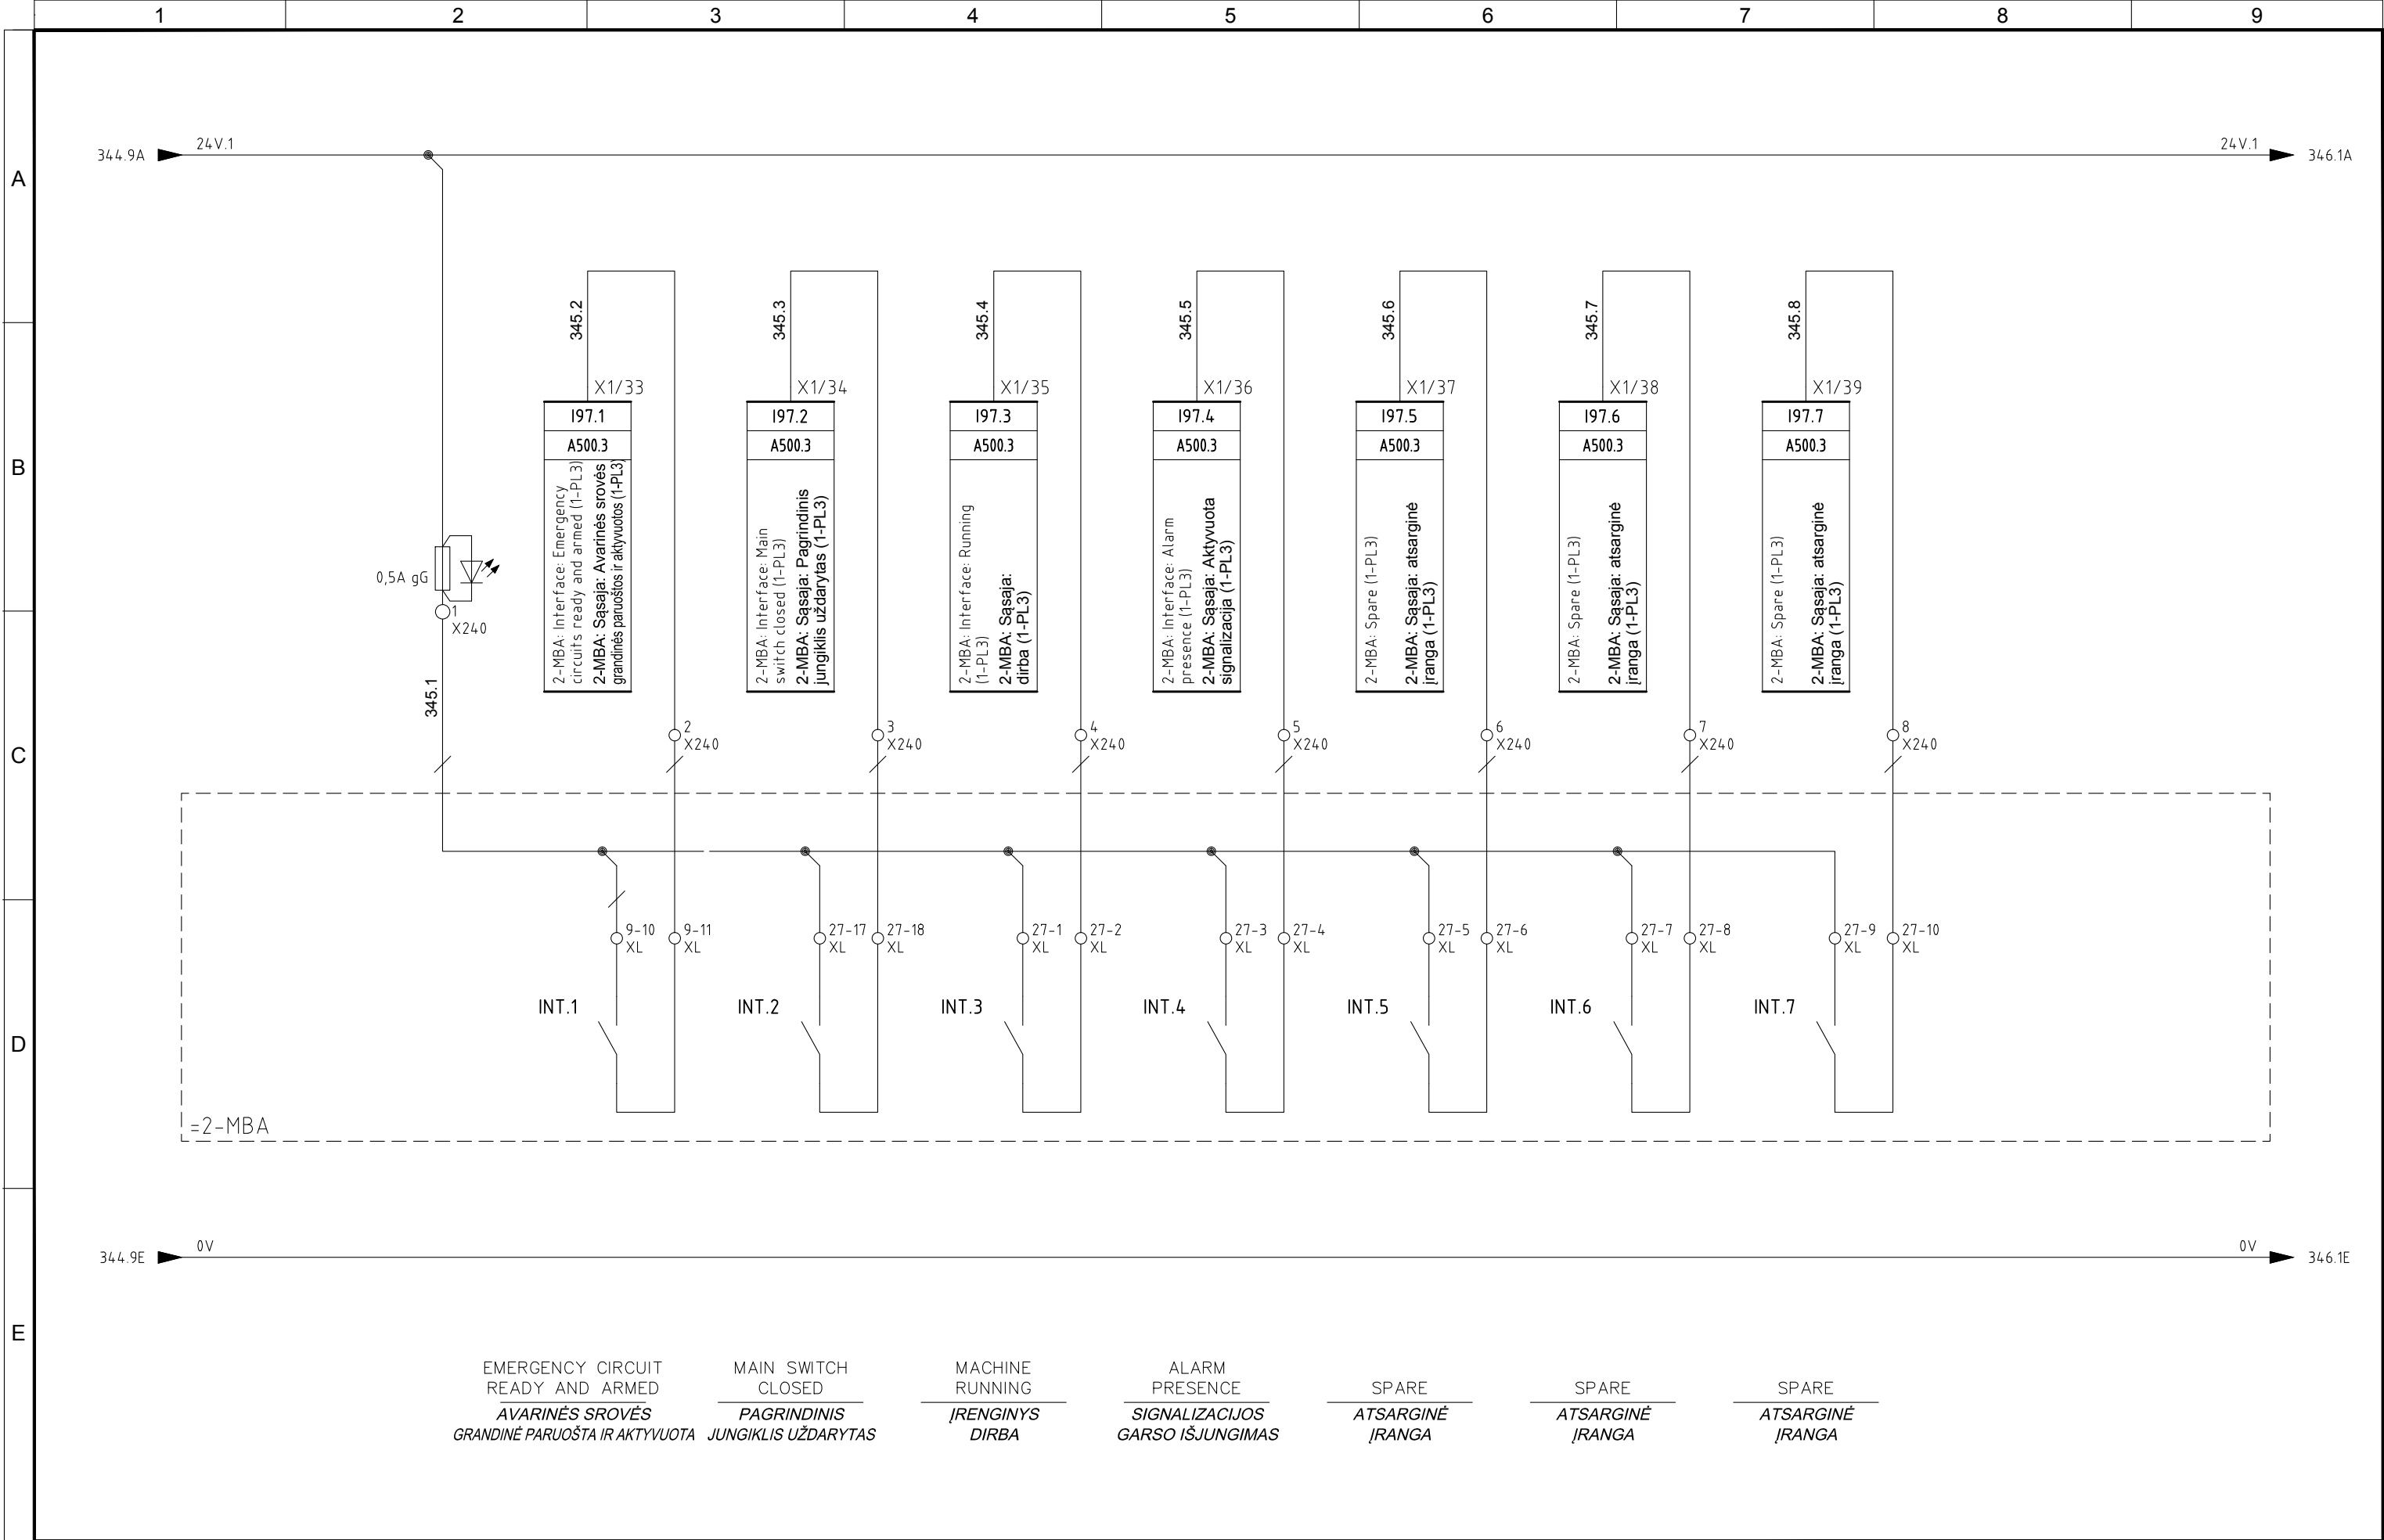 1
2
3
4
5
6
7
8
9
A
B
C
D
E
344.9A
24V.1
24V.1
346.1A
345.2
345.3
345.4
345.5
345.6
345.7
345.8
X1/33
X1/34
X1/35
X1/36
X1/37
X1/38
X1/39
I97.1
I97.2
I97.3
I97.4
I97.5
I97.6
I97.7
A500.3
A500.3
A500.3
A500.3
A500.3
A500.3
A500.3
2-MBA: Interface: Emergency
circuits ready and armed (1-PL3)
2-MBA: Sąsaja: Avarinės srovės
grandinės paruoštos ir aktyvuotos (1-PL3)
2-MBA: Interface: Main
switch closed (1-PL3)
2-MBA: Sąsaja: Pagrindinis
jungiklis uždarytas (1-PL3)
2-MBA: Interface: Running
(1-PL3)
2-MBA: Sąsaja:
dirba (1-PL3)
2-MBA: Interface: Alarm
presence (1-PL3)
2-MBA: Sąsaja: Aktyvuota
signalizacija (1-PL3)
2-MBA: Spare (1-PL3)
2-MBA: Sąsaja: atsarginė
įranga (1-PL3)
2-MBA: Spare (1-PL3)
2-MBA: Sąsaja: atsarginė
įranga (1-PL3)
2-MBA: Spare (1-PL3)
2-MBA: Sąsaja: atsarginė
įranga (1-PL3)
0,5A gG
1
X240
345.1
2
X240
3
X240
4
X240
5
X240
6
X240
7
X240
8
X240
9-10
XL
9-11
XL
27-17
XL
27-18
XL
27-1
XL
27-2
XL
27-3
XL
27-4
XL
27-5
XL
27-6
XL
27-7
XL
27-8
XL
27-9
XL
27-10
XL
INT.1
INT.2
INT.3
INT.4
INT.5
INT.6
INT.7
=2-MBA
344.9E
0V
0V
346.1E
EMERGENCY CIRCUIT
READY AND ARMED
AVARINĖS SROVĖS
GRANDINĖ PARUOŠTA IR AKTYVUOTA
MAIN SWITCH
CLOSED
PAGRINDINIS
JUNGIKLIS UŽDARYTAS
MACHINE
RUNNING
ĮRENGINYS
DIRBA
ALARM
PRESENCE
SIGNALIZACIJOS
GARSO IŠJUNGIMAS
SPARE
ATSARGINĖ
ĮRANGA
SPARE
ATSARGINĖ
ĮRANGA
SPARE
ATSARGINĖ
ĮRANGA